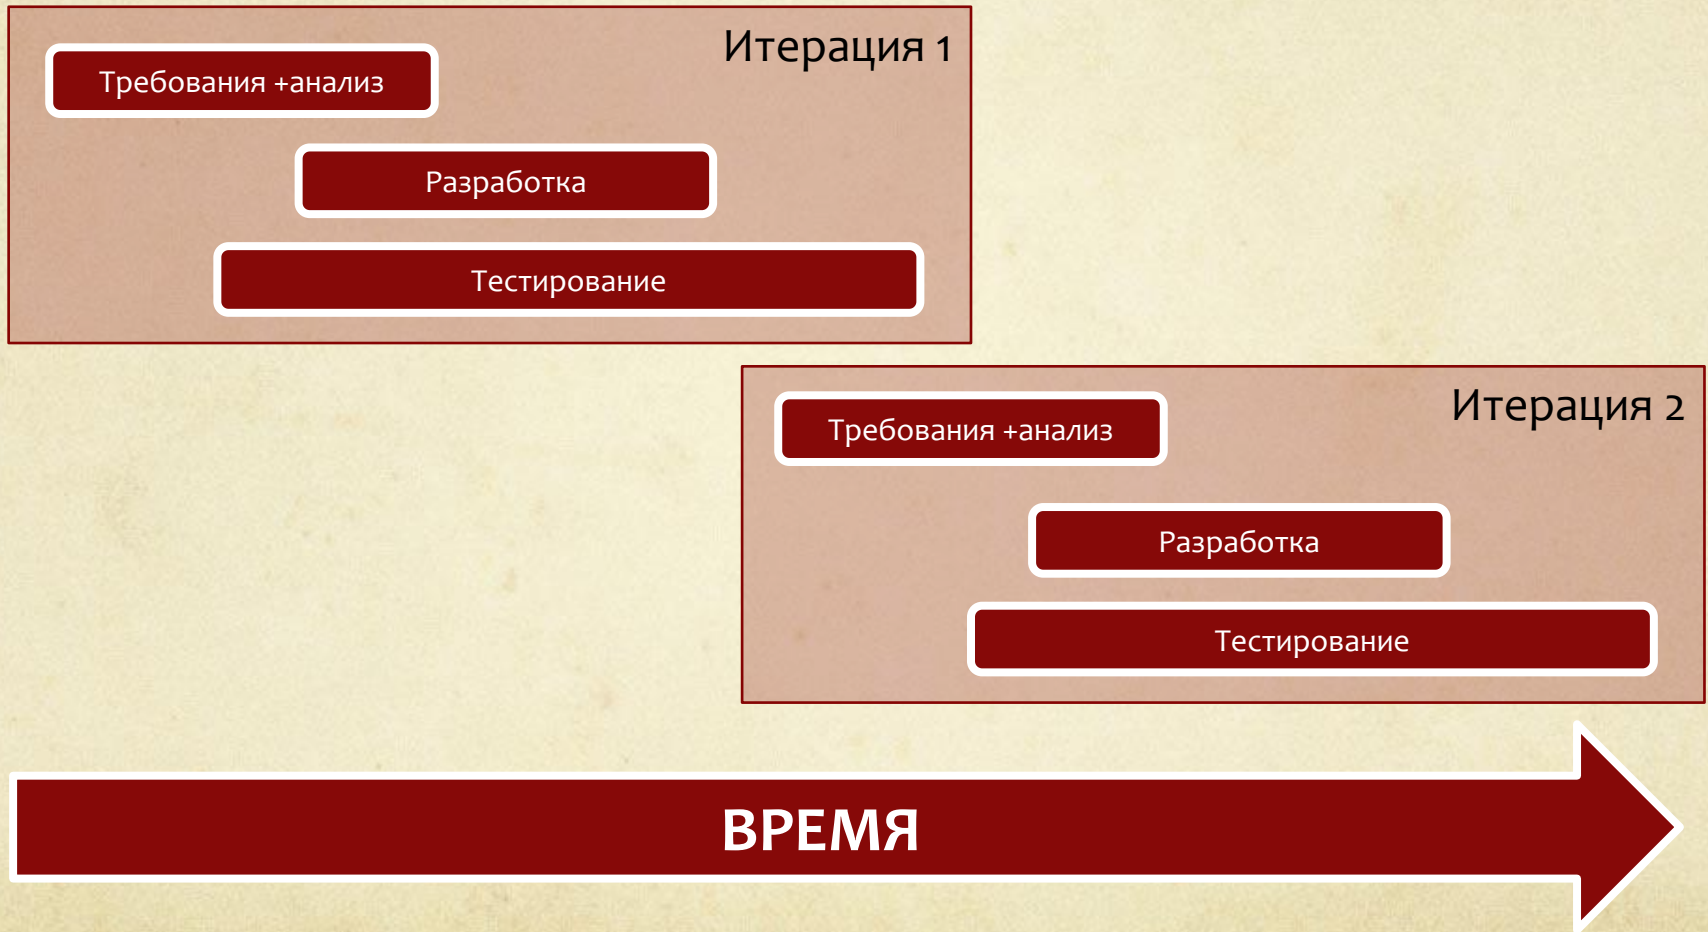 Итерация 1
Требования +анализ
Разработка
Тестирование
Итерация 2
Требования +анализ
Разработка
Тестирование
ВРЕМЯ